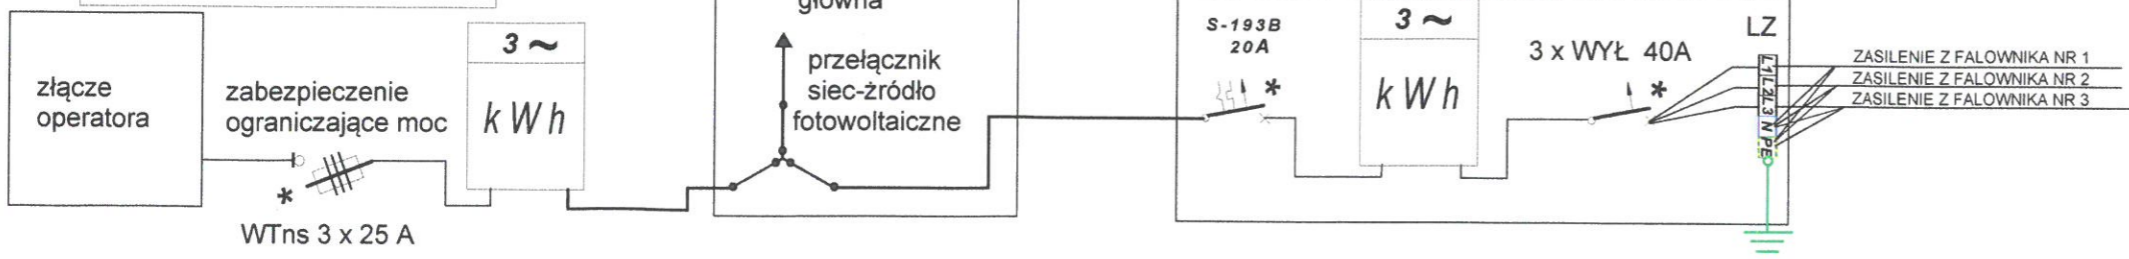 złącze
operatora
zabezpieczenie
ograniczające moc
WTns 3 x 25 A
*
3 ~
kWh
główna
przełącznik
siec-żródło
fotowoltaiczne
S-193B
20A
*
3 ~
kWh
3 x WYŁ 40A
*
LZ
L1 L2 L3 N PE
ZASILENIE Z FALOWNIKA NR 1
ZASILENIE Z FALOWNIKA NR 2
ZASILENIE Z FALOWNIKA NR 3